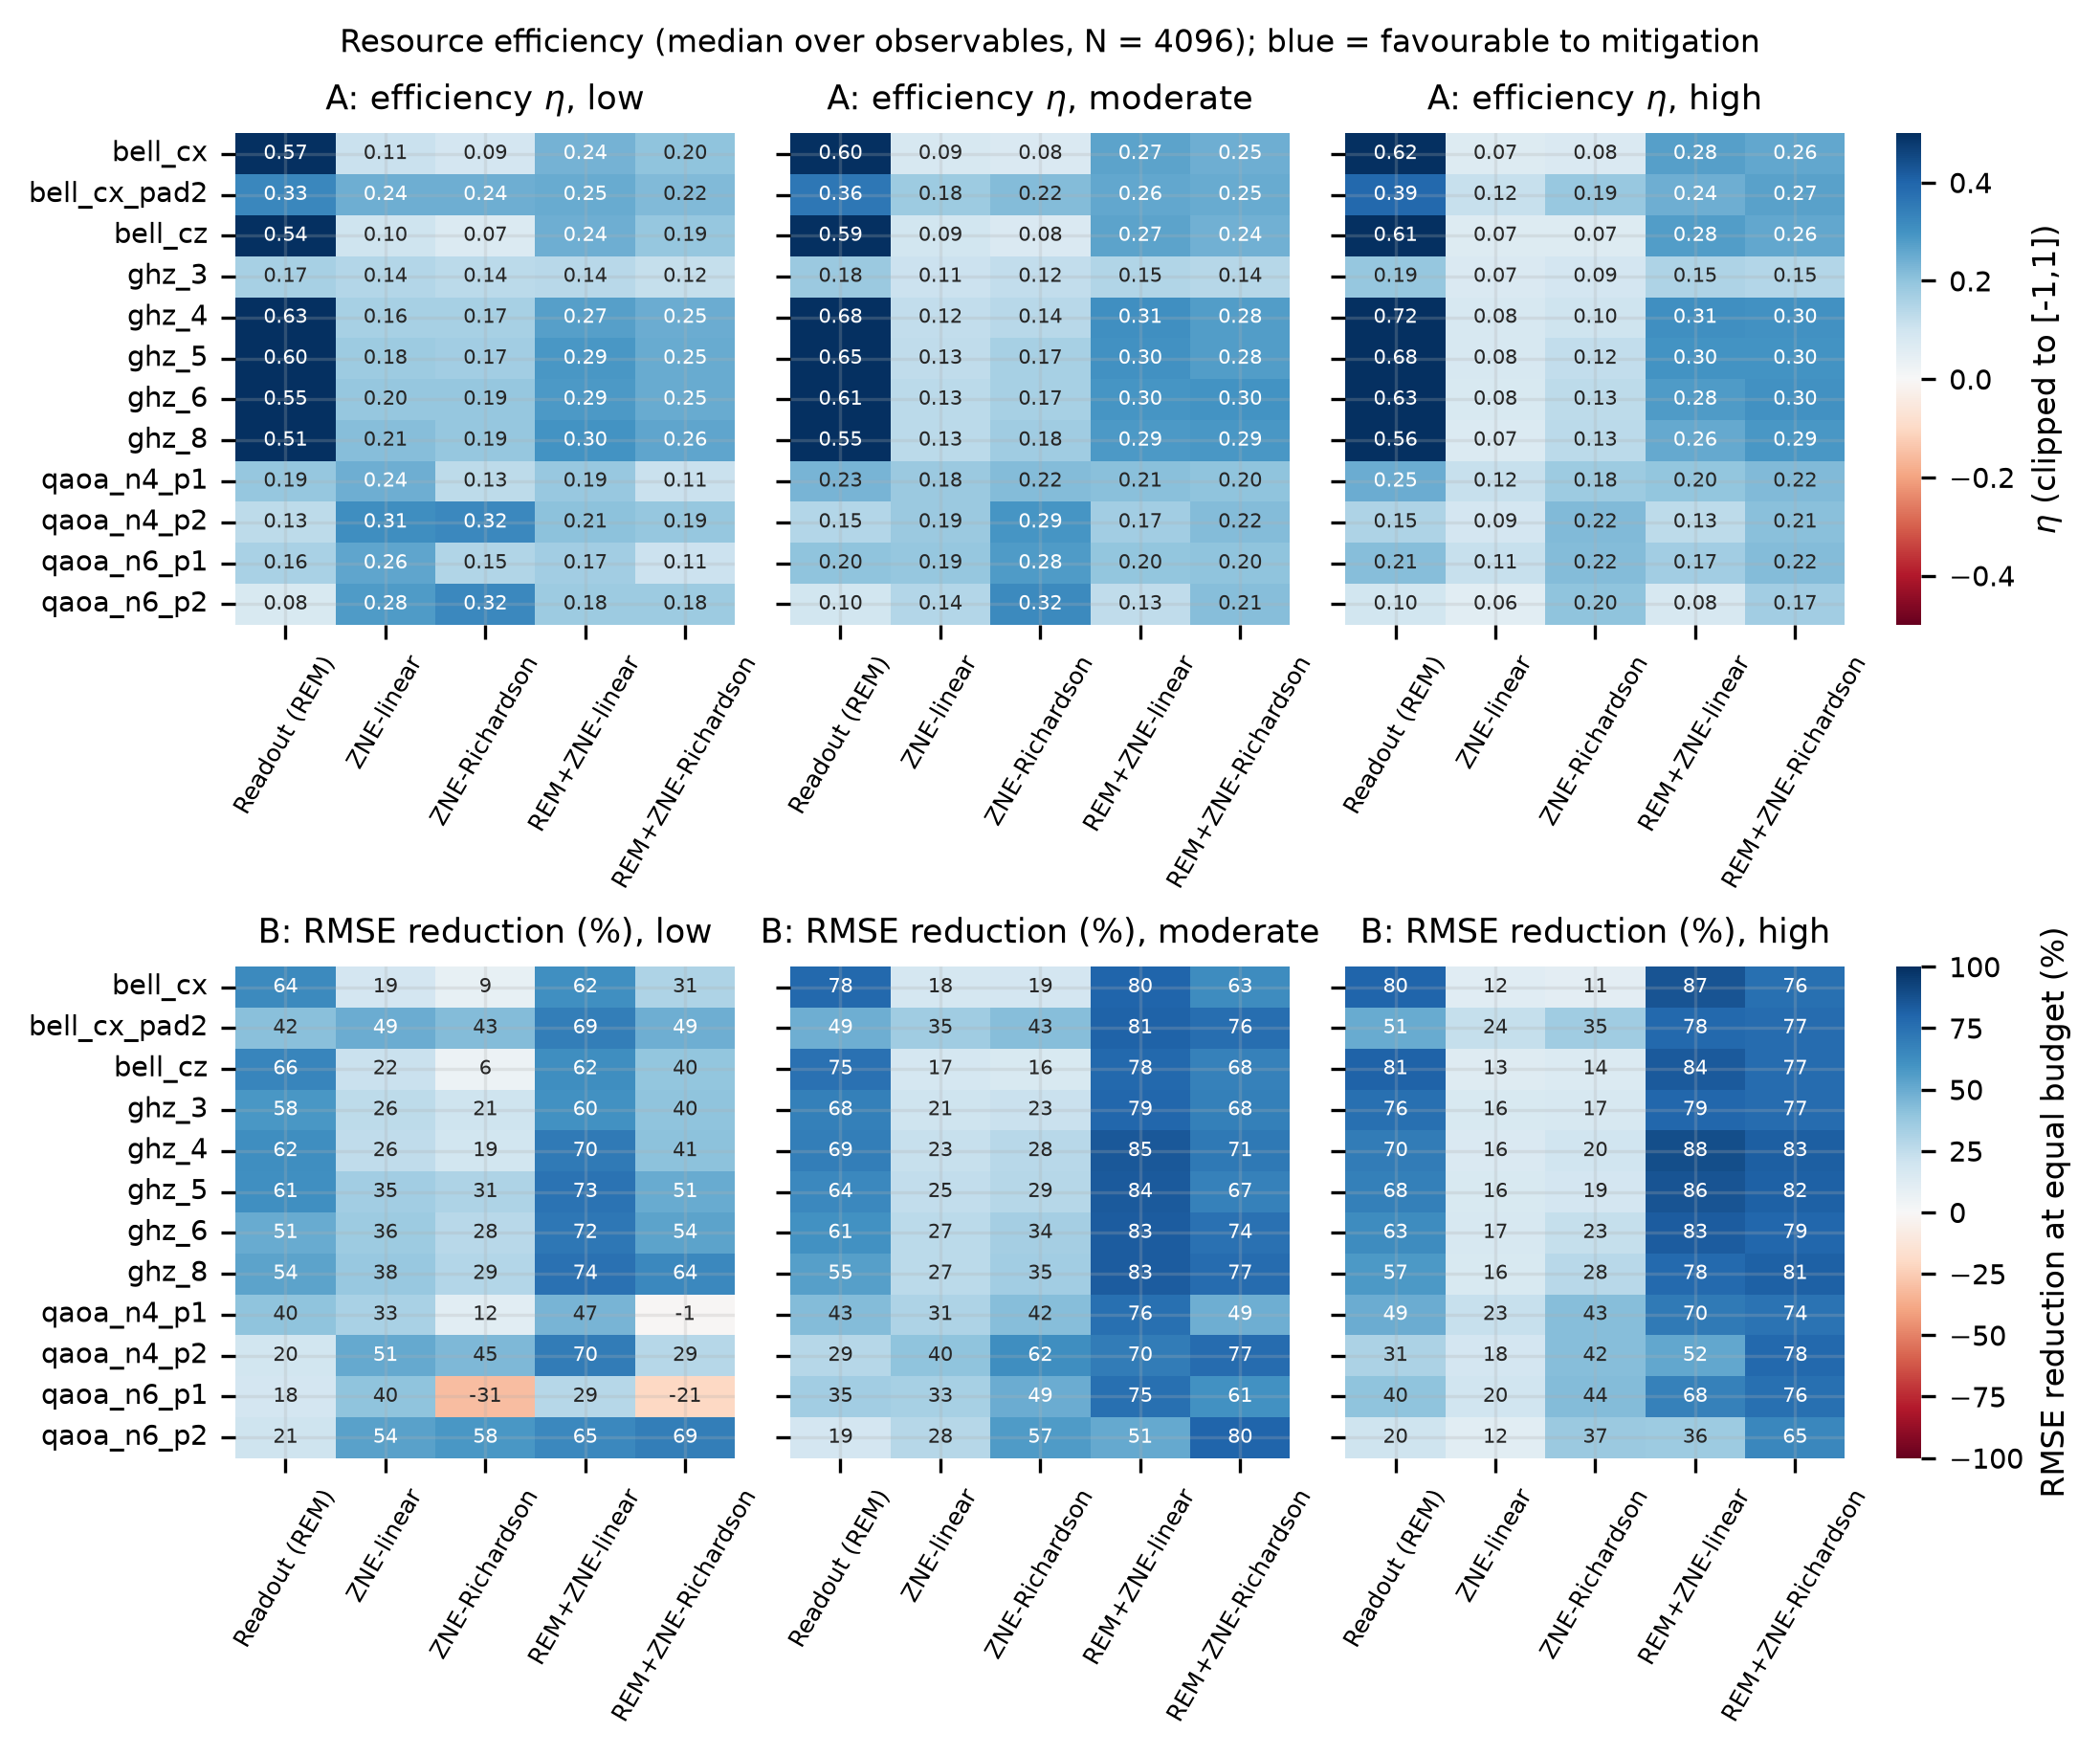 Resource efficiency (median over observables, N = 4096); blue = favourable to mitigation
A: efficiency η, low
A: efficiency η, moderate
A: efficiency η, high
bell_cx 0.57 0.11 0.09 0.24 0.20 0.60 0.09 0.08 0.27 0.25 0.62 0.07 0.08 0.28 0.26
bell_cx_pad2 0.33 0.24 0.24 0.25 0.22 0.36 0.18 0.22 0.26 0.25 0.39 0.12 0.19 0.24 0.27
bell_cz 0.54 0.10 0.07 0.24 0.19 0.59 0.09 0.08 0.27 0.24 0.61 0.07 0.07 0.28 0.26
ghz_3 0.17 0.14 0.14 0.14 0.12 0.18 0.11 0.12 0.15 0.14 0.19 0.07 0.09 0.15 0.15
ghz_4 0.63 0.16 0.17 0.27 0.25 0.68 0.12 0.14 0.31 0.28 0.72 0.08 0.10 0.31 0.30
ghz_5 0.60 0.18 0.17 0.29 0.25 0.65 0.13 0.17 0.30 0.28 0.68 0.08 0.12 0.30 0.30
ghz_6 0.55 0.20 0.19 0.29 0.25 0.61 0.13 0.17 0.30 0.30 0.63 0.08 0.13 0.28 0.30
ghz_8 0.51 0.21 0.19 0.30 0.26 0.55 0.13 0.18 0.29 0.29 0.56 0.07 0.13 0.26 0.29
qaoa_n4_p1 0.19 0.24 0.13 0.19 0.11 0.23 0.18 0.22 0.21 0.20 0.25 0.12 0.18 0.20 0.22
qaoa_n4_p2 0.13 0.31 0.32 0.21 0.19 0.15 0.19 0.29 0.17 0.22 0.15 0.09 0.22 0.13 0.21
qaoa_n6_p1 0.16 0.26 0.15 0.17 0.11 0.20 0.19 0.28 0.20 0.20 0.21 0.11 0.22 0.17 0.22
qaoa_n6_p2 0.08 0.28 0.32 0.18 0.18 0.10 0.14 0.32 0.13 0.21 0.10 0.06 0.20 0.08 0.17
0.4
0.2
0.0
−0.2
−0.4
η (clipped to [-1,1])
Readout (REM)
ZNE-linear
ZNE-Richardson
REM+ZNE-linear
REM+ZNE-Richardson
Readout (REM)
ZNE-linear
ZNE-Richardson
REM+ZNE-linear
REM+ZNE-Richardson
Readout (REM)
ZNE-linear
ZNE-Richardson
REM+ZNE-linear
REM+ZNE-Richardson
B: RMSE reduction (%), low
B: RMSE reduction (%), moderate
B: RMSE reduction (%), high
bell_cx 64 19 9 62 31 78 18 19 80 63 80 12 11 87 76
bell_cx_pad2 42 49 43 69 49 49 35 43 81 76 51 24 35 78 77
bell_cz 66 22 6 62 40 75 17 16 78 68 81 13 14 84 77
ghz_3 58 26 21 60 40 68 21 23 79 68 76 16 17 79 77
ghz_4 62 26 19 70 41 69 23 28 85 71 70 16 20 88 83
ghz_5 61 35 31 73 51 64 25 29 84 67 68 16 19 86 82
ghz_6 51 36 28 72 54 61 27 34 83 74 63 17 23 83 79
ghz_8 54 38 29 74 64 55 27 35 83 77 57 16 28 78 81
qaoa_n4_p1 40 33 12 47 -1 43 31 42 76 49 49 23 43 70 74
qaoa_n4_p2 20 51 45 70 29 29 40 62 70 77 31 18 42 52 78
qaoa_n6_p1 18 40 -31 29 -21 35 33 49 75 61 40 20 44 68 76
qaoa_n6_p2 21 54 58 65 69 19 28 57 51 80 20 12 37 36 65
100
75
50
25
0
−25
−50
−75
−100
RMSE reduction at equal budget (%)
Readout (REM)
ZNE-linear
ZNE-Richardson
REM+ZNE-linear
REM+ZNE-Richardson
Readout (REM)
ZNE-linear
ZNE-Richardson
REM+ZNE-linear
REM+ZNE-Richardson
Readout (REM)
ZNE-linear
ZNE-Richardson
REM+ZNE-linear
REM+ZNE-Richardson